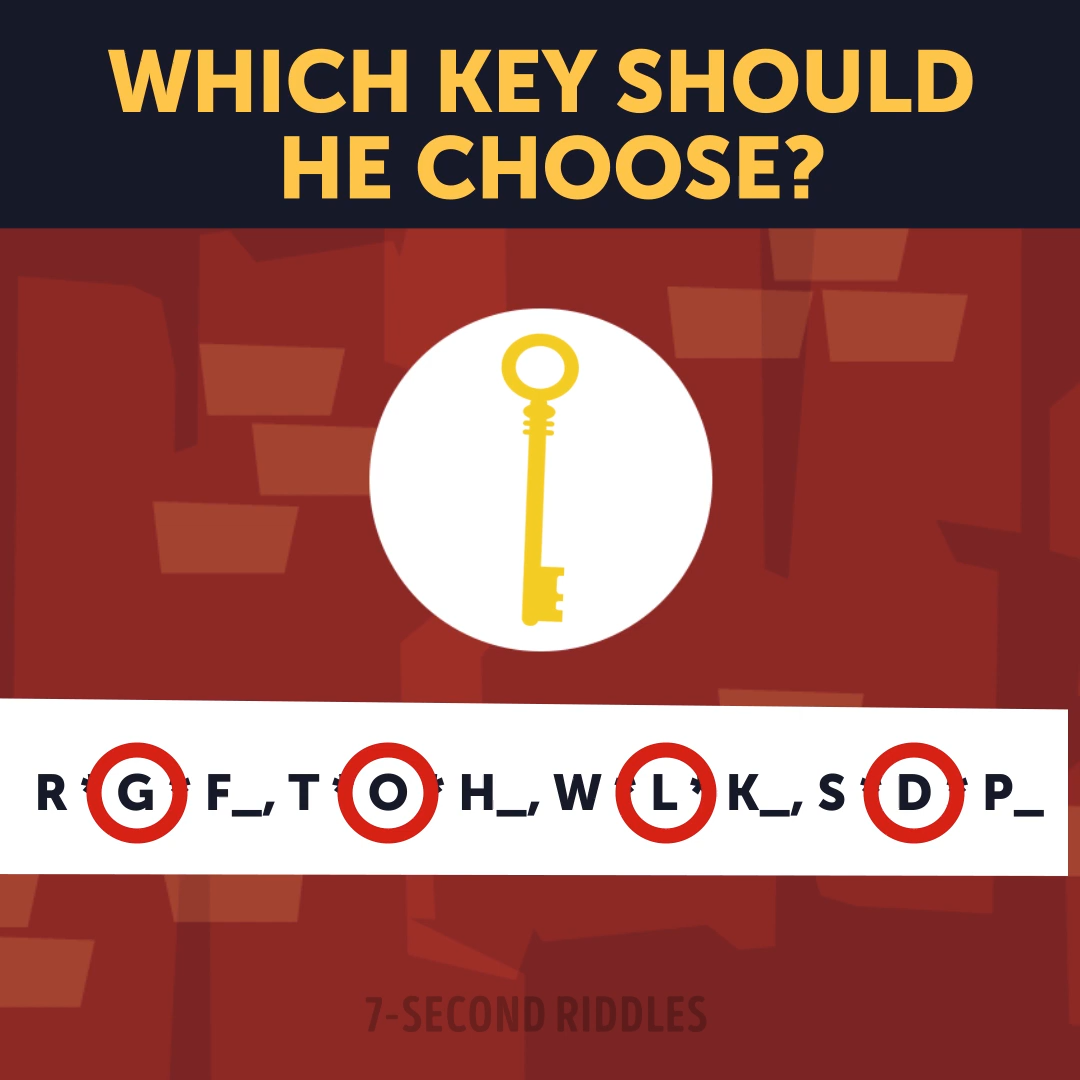 WHICH KEY SHOULD
HE CHOOSE?
R*G*F_,T*O*H_,W*L*K_,S*D*P_
7-SECOND RIDDLES